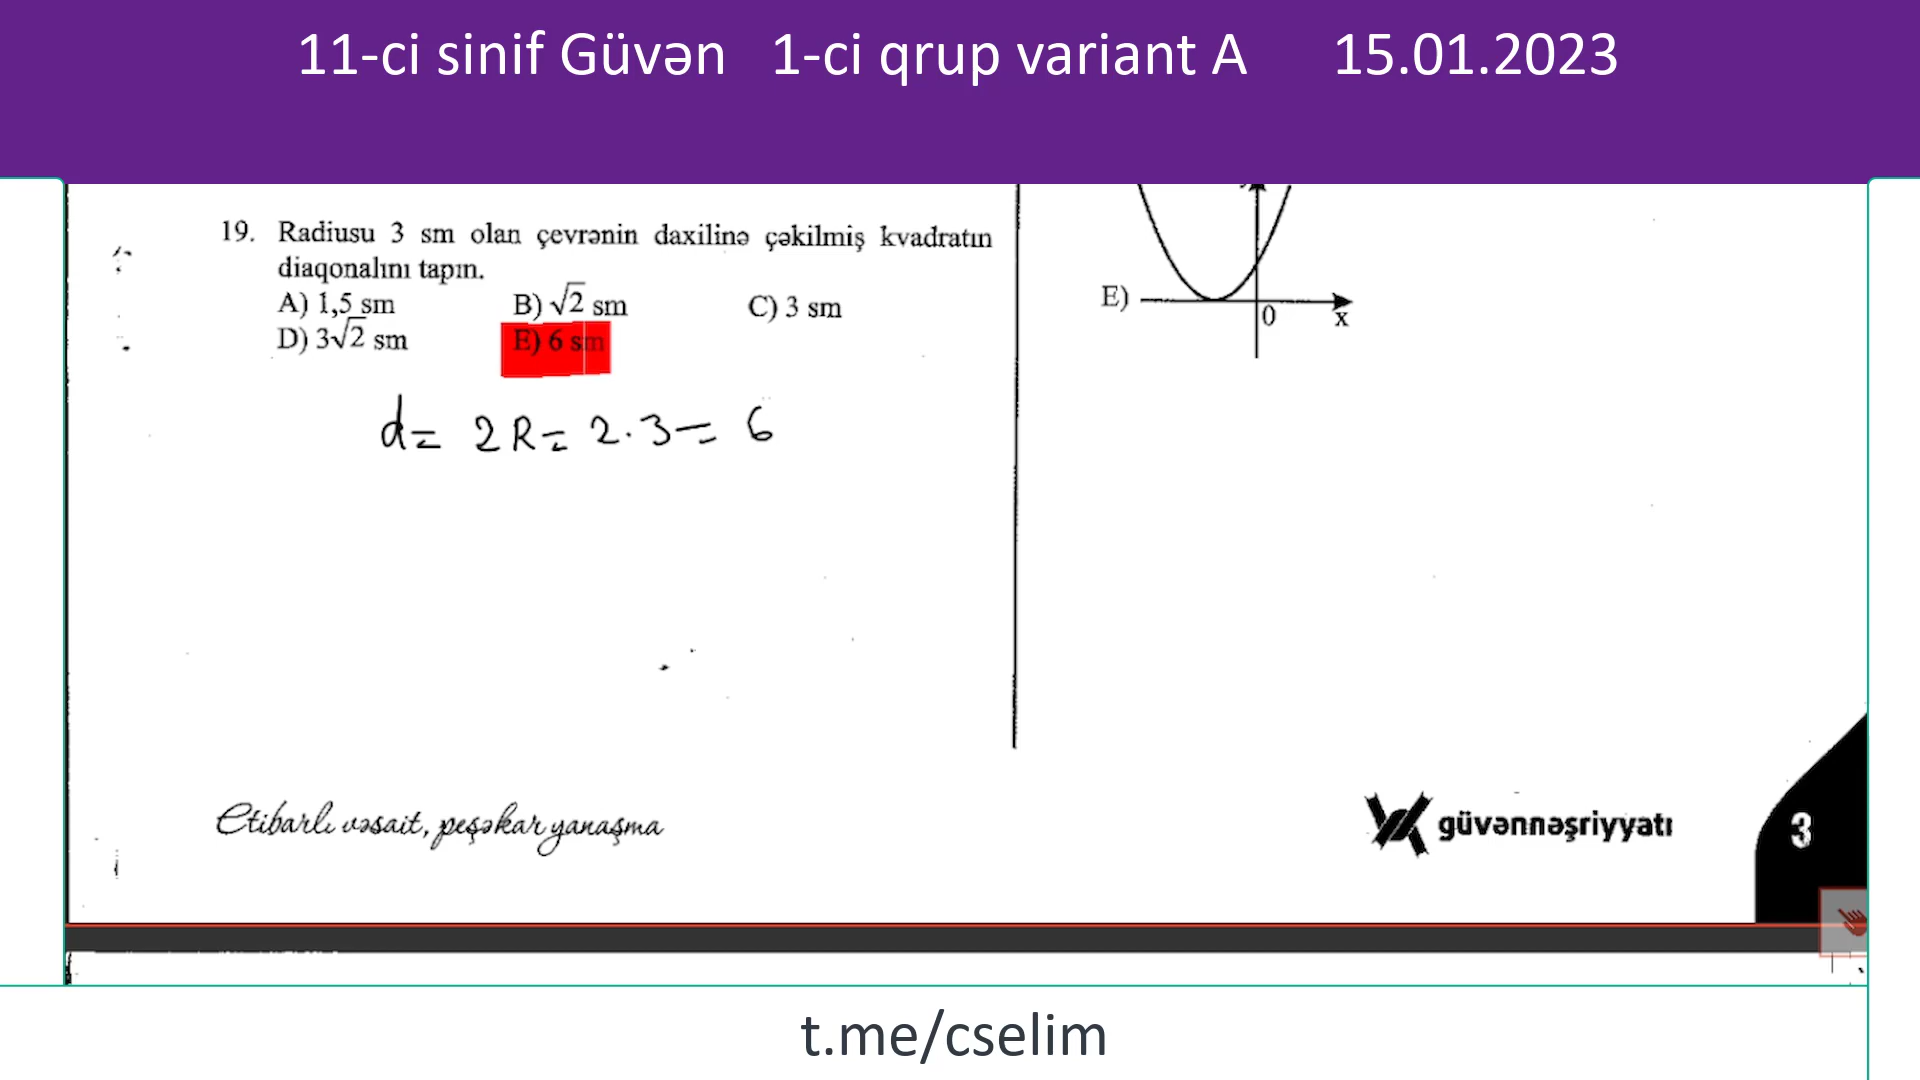 11-ci sinif Güvən 1-ci qrup variant A 15.01.2023
19. Radiusu 3 sm olan çevrənin daxilinə çəkilmiş kvadratın
diaqonalını tapın.
A) 1,5 sm B) √2 sm C) 3 sm
D) 3√2 sm E) 6 sm
d = 2R = 2·3 = 6
E)
0
x
Etibarlı vəsait, peşəkar yanaşma
güvənnəşriyyatı
3
t.me/cselim